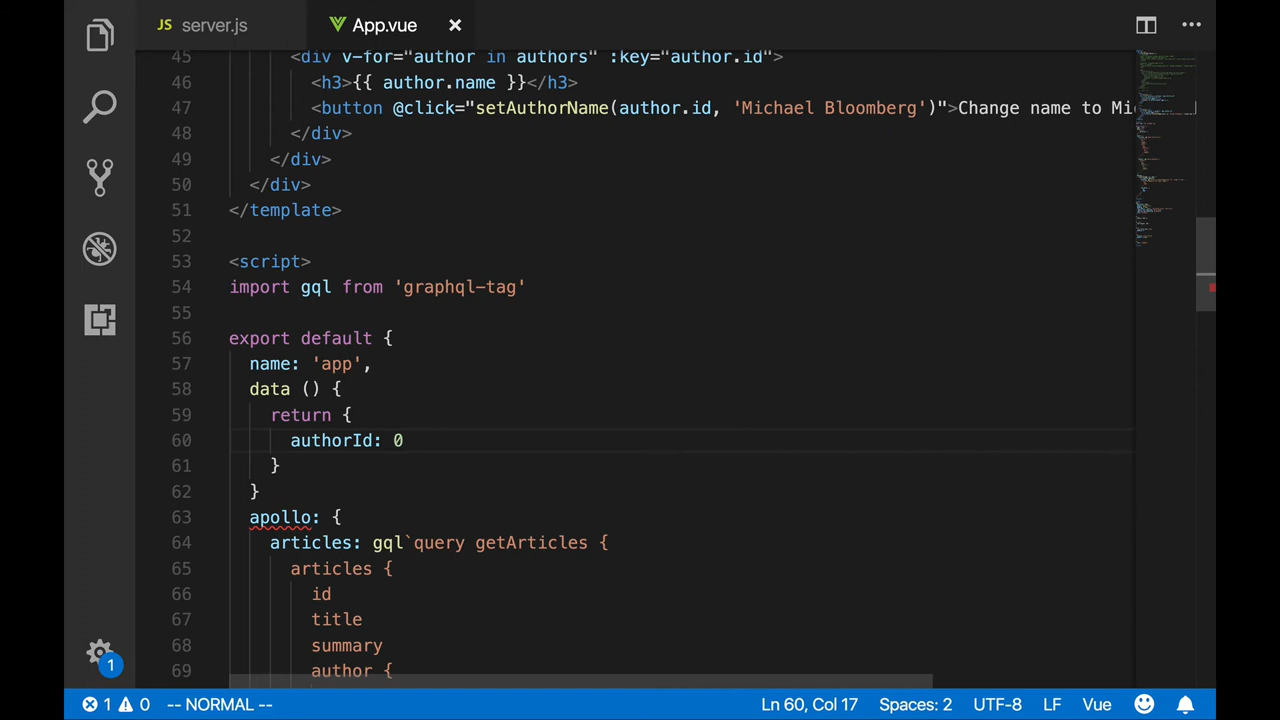 JS server.js App.vue
45 <div v-for="author in authors" :key="author.id">
46 <h3>{{ author.name }}</h3>
47 <button @click="setAuthorName(author.id, 'Michael Bloomberg')">Change name to Mi
48 </div>
49 </div>
50 </div>
51 </template>
52
53 <script>
54 import gql from 'graphql-tag'
55
56 export default {
57 name: 'app',
58 data () {
59 return {
60 authorId: 0
61 }
62 }
63 apollo: {
64 articles: gql`query getArticles {
65 articles {
66 id
67 title
68 summary
69 author {
1
1 0 -- NORMAL -- Ln 60, Col 17 Spaces: 2 UTF-8 LF Vue